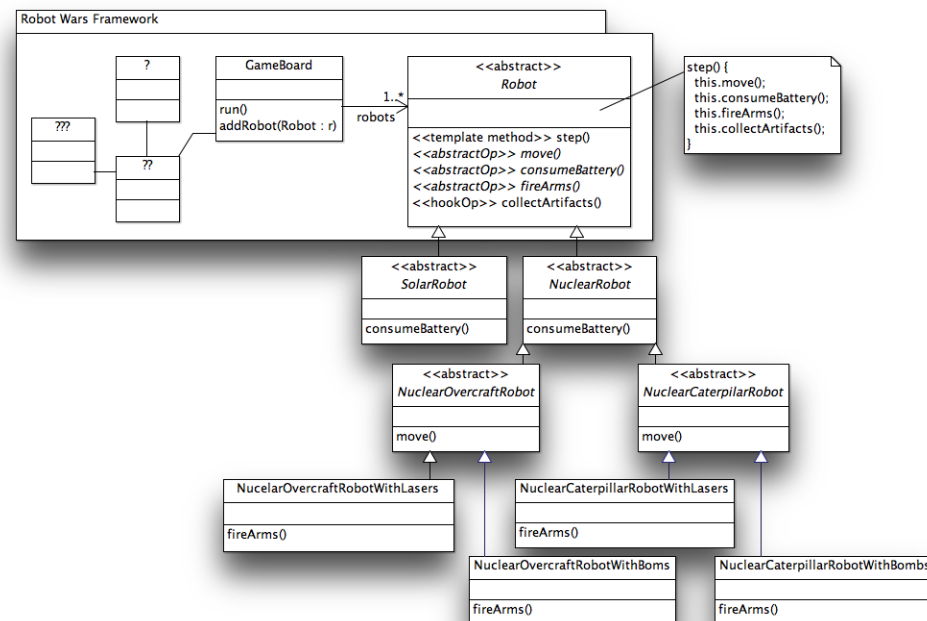 Robot Wars Framework
?
GameBoard
run()
addRobot(Robot : r)
1..*
robots
<<abstract>>
Robot
<<template method>> step()
<<abstractOp>> move()
<<abstractOp>> consumeBattery()
<<abstractOp>> fireArms()
<<hookOp>> collectArtifacts()
step() {
this.move();
this.consumeBattery();
this.fireArms();
this.collectArtifacts();
}
???
??
<<abstract>>
SolarRobot
consumeBattery()
<<abstract>>
NuclearRobot
consumeBattery()
<<abstract>>
NuclearOvercraftRobot
move()
<<abstract>>
NuclearCaterpilarRobot
move()
NucelarOvercraftRobotWithLasers
fireArms()
NuclearCaterpillarRobotWithLasers
fireArms()
NuclearOvercraftRobotWithBoms
fireArms()
NuclearCaterpillarRobotWithBombs
fireArms()